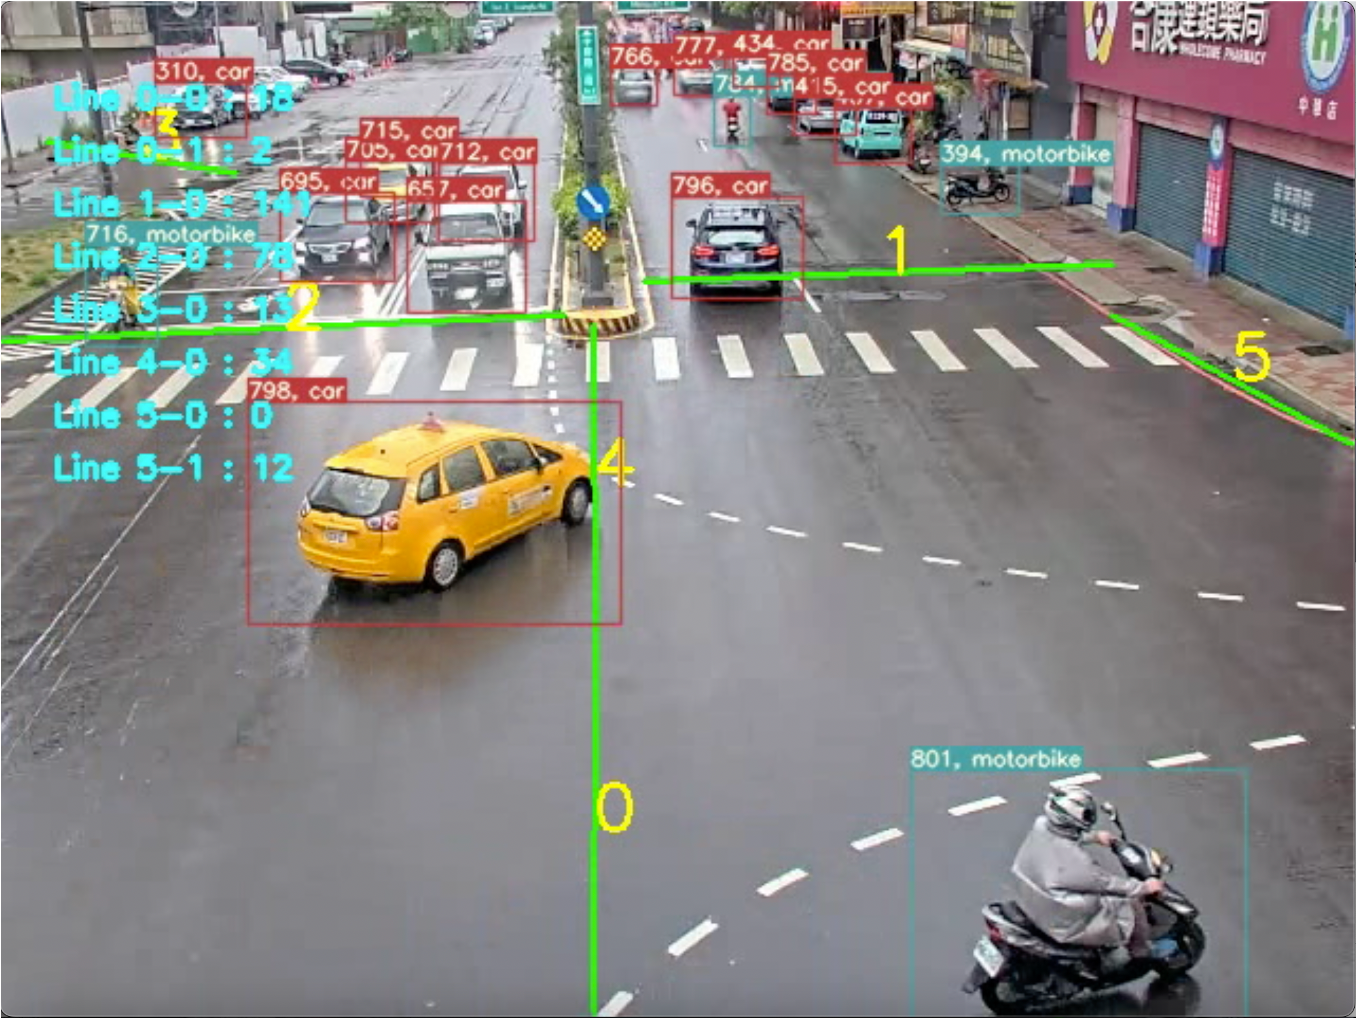 310, car
Line 0-0 : 18
3
Line 0-1 : 2
Line 1-0 : 141
716, motorbike
Line 2-0 : 78
Line 3-0 : 13
2
Line 4-0 : 34
Line 5-0 : 0
Line 5-1 : 12
715, car
705, car
712, car
695, car
657, car
766, car
777,
434, car
785, car
784,
415, car
car
394, motorbike
796, car
1
5
798, car
4
0
801, motorbike
合康連鎖藥局
WHOLECOME PHARMACY
中華店